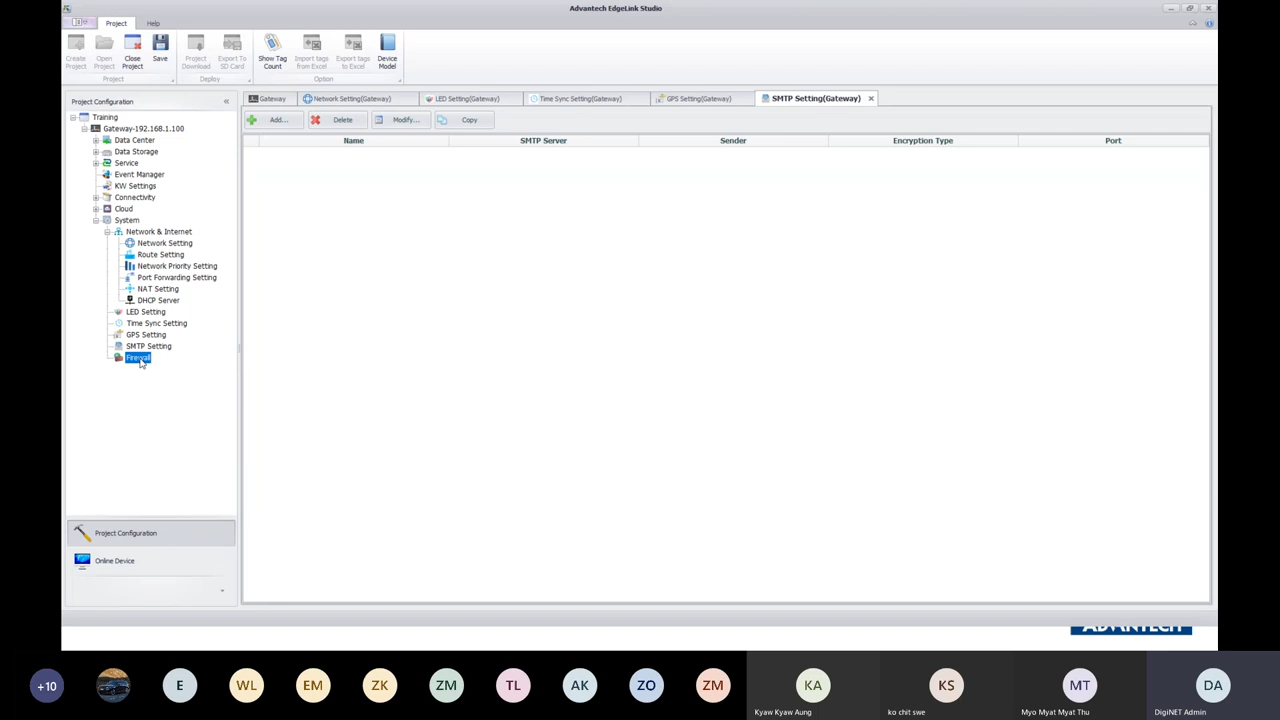 Advantech EdgeLink Studio
Project
Help
Create Project
Open Project
Close Project
Save
Project Download
Export To SD Card
Show Tag Count
Import tags from Excel
Export tags to Excel
Device Model
Project
Deploy
Option
Project Configuration
Gateway
Network Setting(Gateway)
LED Setting(Gateway)
Time Sync Setting(Gateway)
GPS Setting(Gateway)
SMTP Setting(Gateway)
Add...
Delete
Modify...
Copy
Name
SMTP Server
Sender
Encryption Type
Port
Training
Gateway-192.168.1.100
Data Center
Data Storage
Service
Event Manager
KW Settings
Connectivity
Cloud
System
Network & Internet
Network Setting
Route Setting
Network Priority Setting
Port Forwarding Setting
NAT Setting
DHCP Server
LED Setting
Time Sync Setting
GPS Setting
SMTP Setting
Firewall
Project Configuration
Online Device
ADVANTECH
+10
E
WL
EM
ZK
ZM
TL
AK
ZO
ZM
KA
KS
MT
DA
Kyaw Kyaw Aung
ko chit swe
Myo Myat Myat Thu
DigiNET Admin